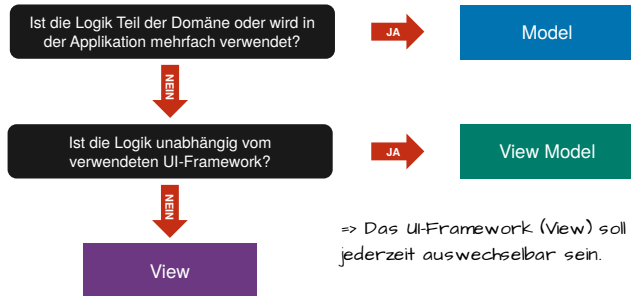 Ist die Logik Teil der Domäne oder wird in
der Applikation mehrfach verwendet?
JA
Model
NEIN
Ist die Logik unabhängig vom
verwendeten UI-Framework?
JA
View Model
NEIN
=> Das UI-Framework (View) soll
jederzeit auswechselbar sein.
View